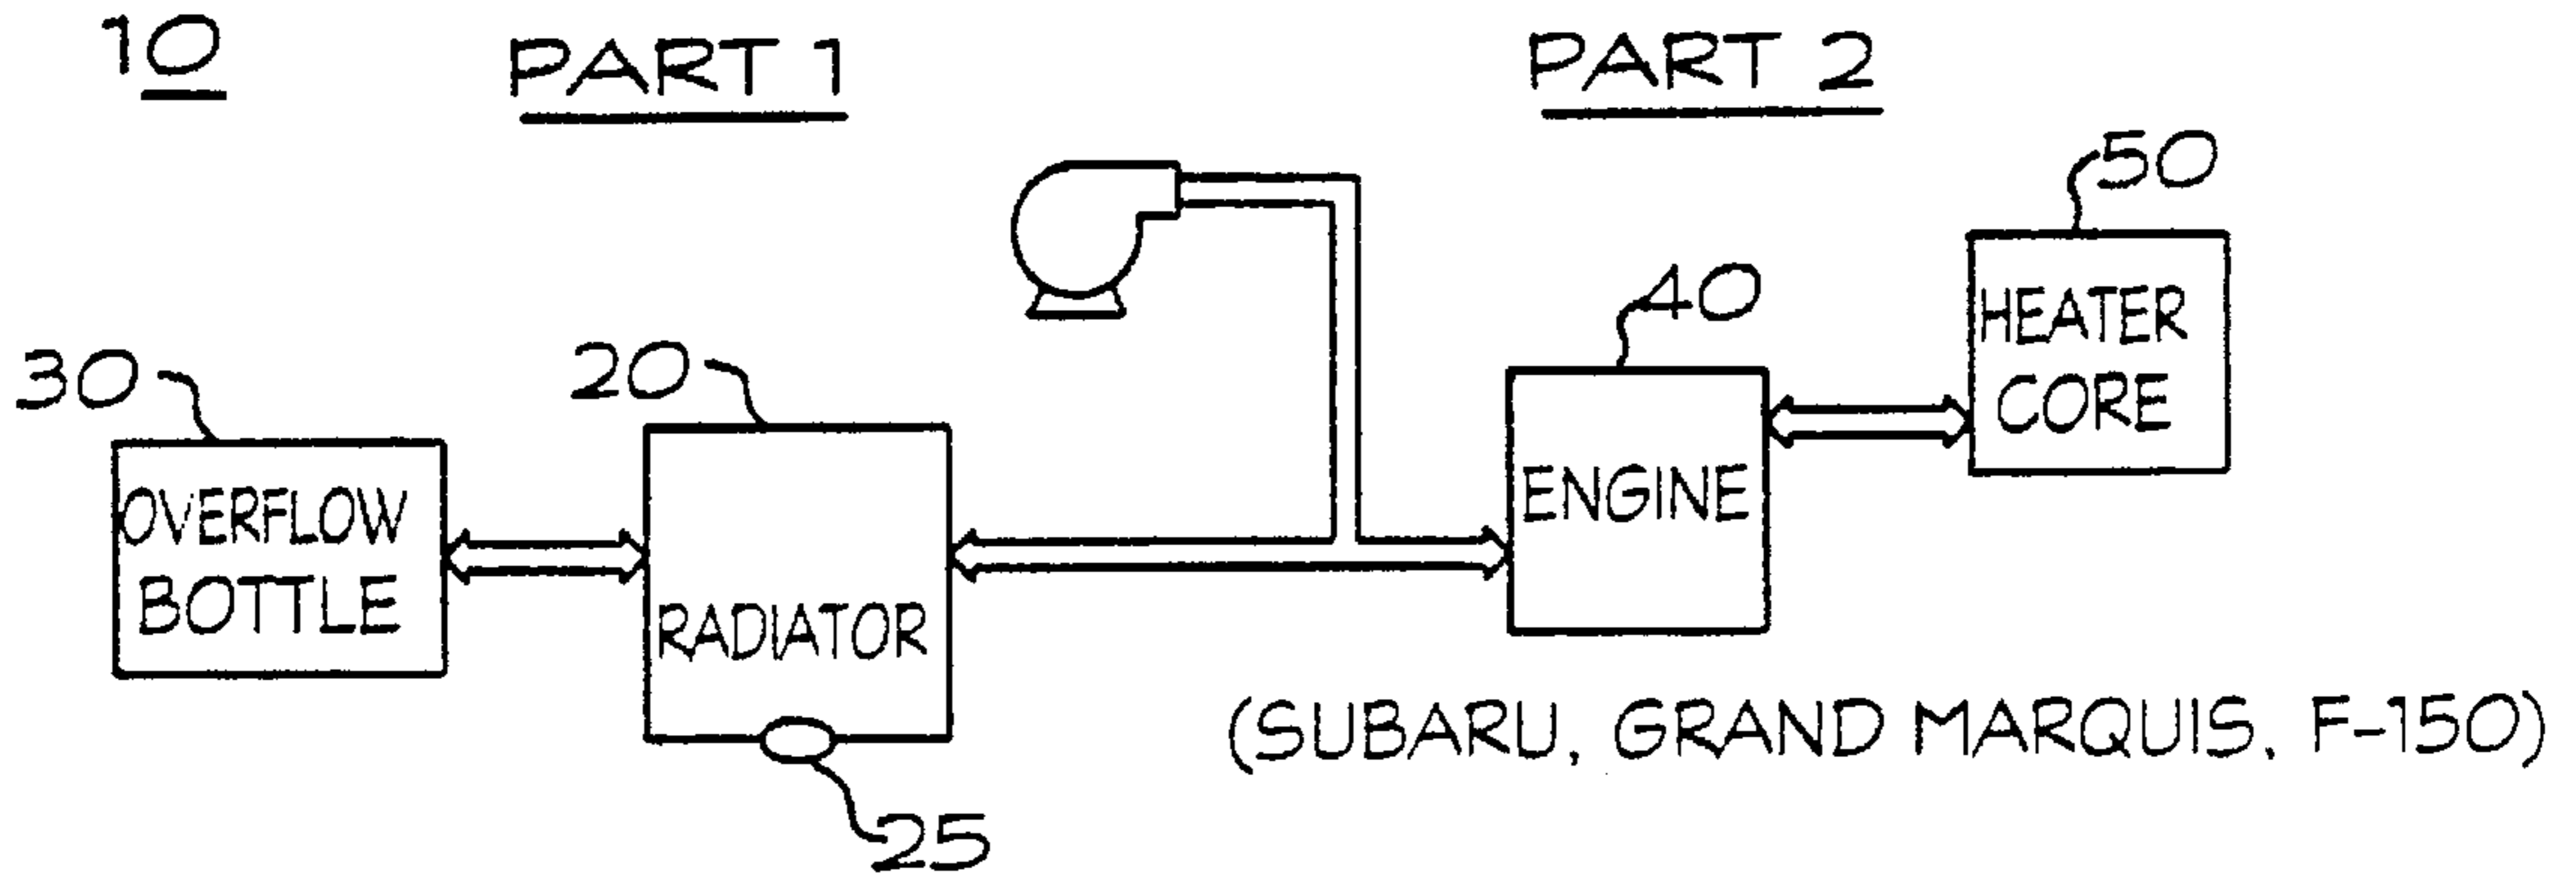 10
PART 1
PART 2
50
40
HEATER
CORE
30
20
OVERFLOW
BOTTLE
ENGINE
RADIATOR
(SUBARU, GRAND MARQUIS, F-150)
25